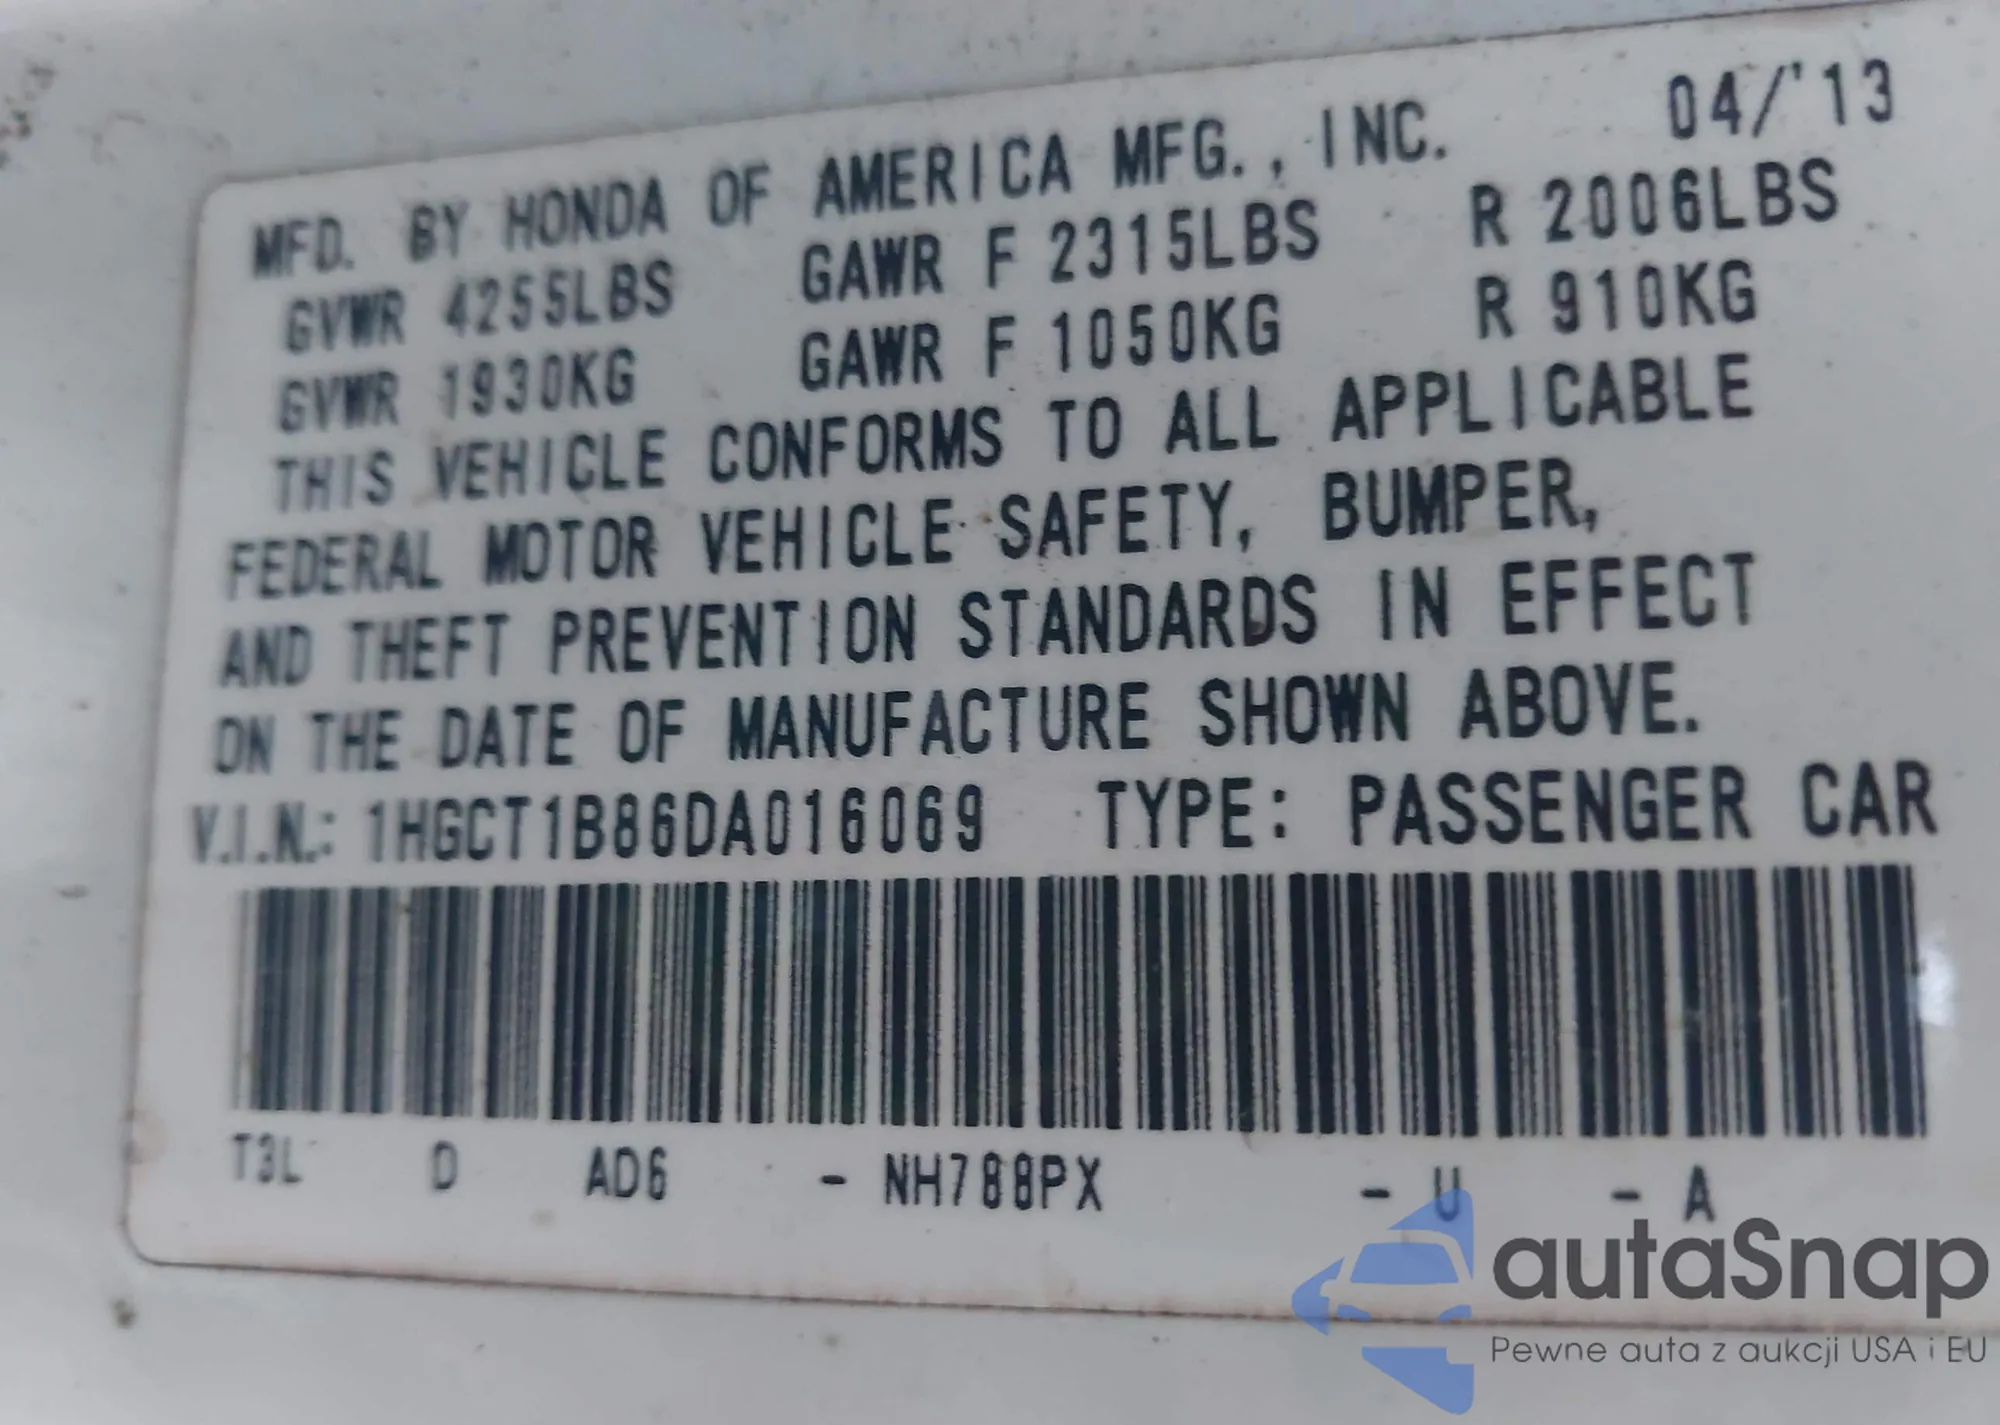 04/'13
MFD. BY HONDA OF AMERICA MFG., INC.
GVWR 4255LBS GAWR F 2315LBS R 2006LBS
GVWR 1930KG GAWR F 1050KG R 910KG
THIS VEHICLE CONFORMS TO ALL APPLICABLE
FEDERAL MOTOR VEHICLE SAFETY, BUMPER,
AND THEFT PREVENTION STANDARDS IN EFFECT
ON THE DATE OF MANUFACTURE SHOWN ABOVE.
V.I.N.: 1HGCT1B86DA016069 TYPE: PASSENGER CAR
T3L D AD6 - NH788PX - U - A
autaSnap
Pewne auta z aukcji USA i EU